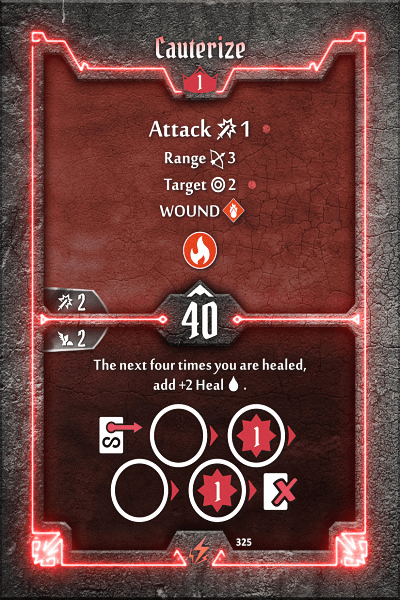 Cauterize
1
Attack 1
Range 3
Target 2
WOUND
2
40
2
The next four times you are healed,
add +2 Heal .
S
1
1
325